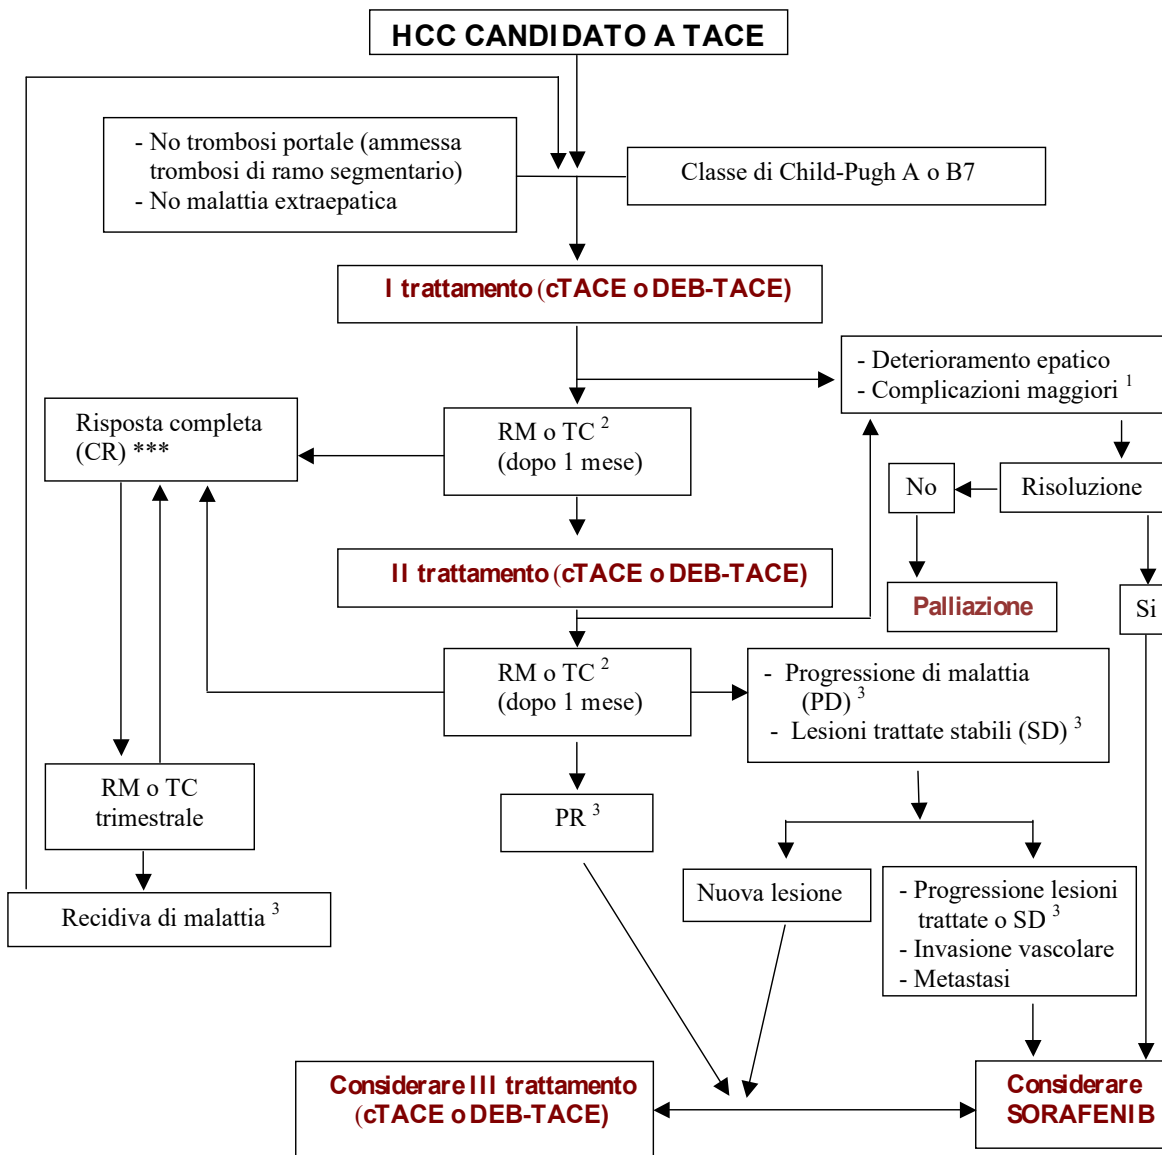 HCC CANDIDATO A TACE
- No trombosi portale (ammessa
trombosi di ramo segmentario)
- No malattia extraepatica
Classe di Child-Pugh A o B7
I trattamento (cTACE o DEB-TACE)
- Deterioramento epatico
- Complicazioni maggiori 1
Risposta completa
(CR) ***
RM o TC 2
(dopo 1 mese)
No
Risoluzione
II trattamento (cTACE o DEB-TACE)
Palliazione
Si
RM o TC 2
(dopo 1 mese)
- Progressione di malattia
(PD) 3
- Lesioni trattate stabili (SD) 3
RM o TC
trimestrale
PR 3
Nuova lesione
- Progressione lesioni
trattate o SD 3
- Invasione vascolare
- Metastasi
Recidiva di malattia 3
Considerare III trattamento
(cTACE o DEB-TACE)
Considerare
SORAFENIB